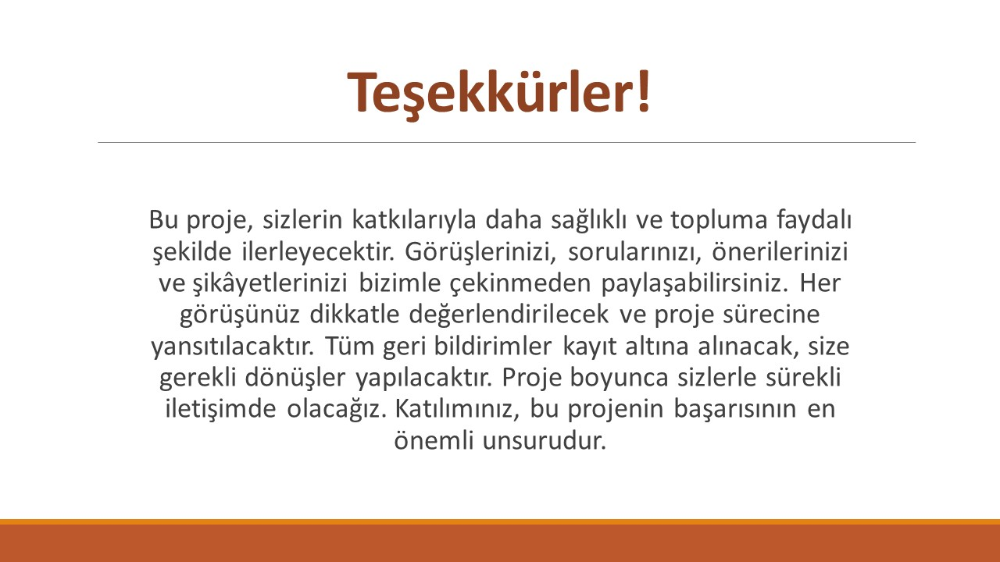 Teşekkürler!
Bu proje, sizlerin katkılarıyla daha sağlıklı ve topluma faydalı
şekilde ilerleyecektir. Görüşlerinizi, sorularınızı, önerilerinizi
ve şikâyetlerinizi bizimle çekinmeden paylaşabilirsiniz. Her
görüşünüz dikkatle değerlendirilecek ve proje sürecine
yansıtılacaktır. Tüm geri bildirimler kayıt altına alınacak, size
gerekli dönüşler yapılacaktır. Proje boyunca sizlerle sürekli
iletişimde olacağız. Katılımınız, bu projenin başarısının en
önemli unsurudur.